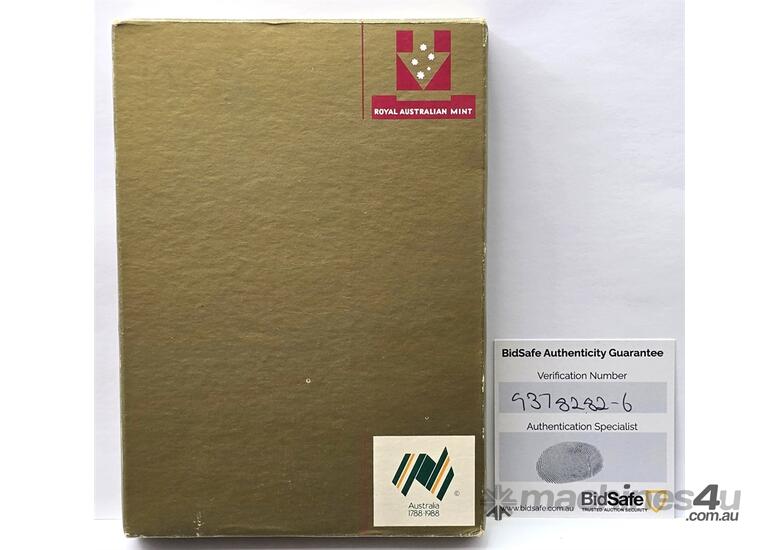 ROYAL AUSTRALIAN MINT
Australia
1788-1988
©
BidSafe Authenticity Guarantee
Verification Number
9378282-6
Authentication Specialist
www.bidsafe.com.au
BidSafe
TRUSTED AUCTION SECURITY
machines4u
.com.au